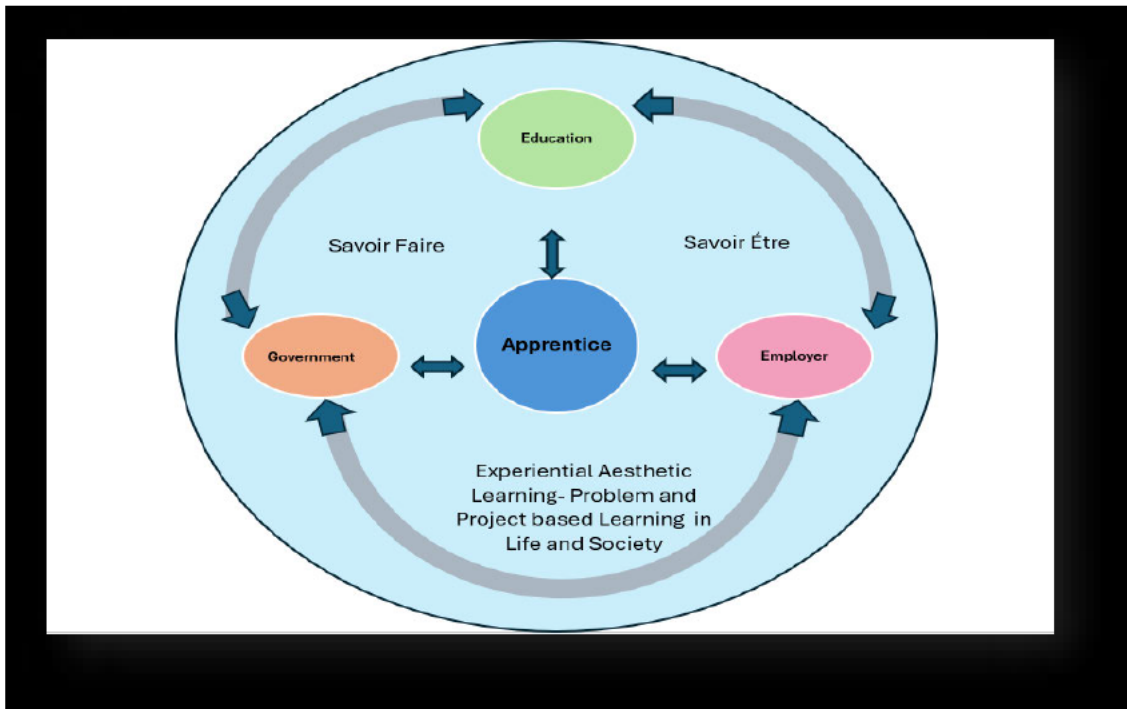 Education
Savoir Faire
Savoir Être
Government
Apprentice
Employer
Experiential Aesthetic
Learning- Problem and
Project based Learning in
Life and Society